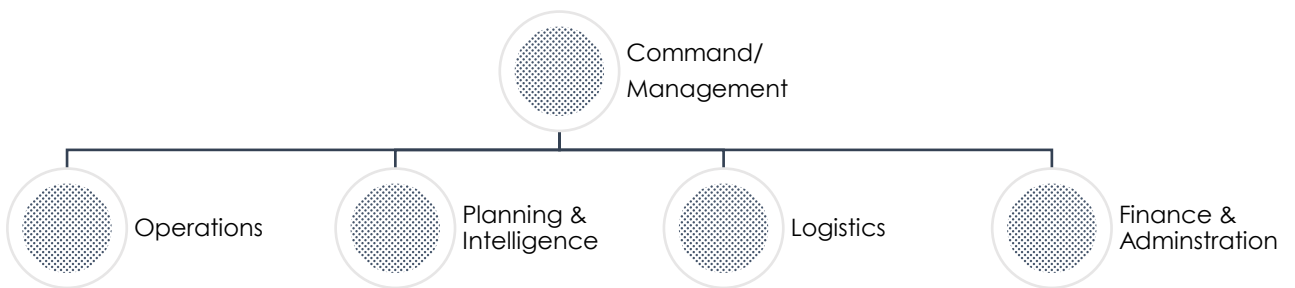 Command/
Management
Operations
Planning &
Intelligence
Logistics
Finance &
Adminstration